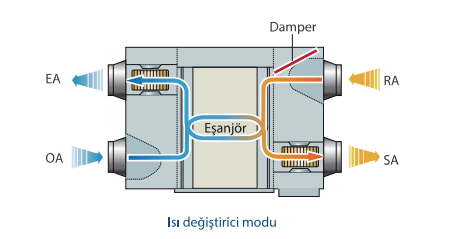 Damper
EA
RA
Eşanjör
OA
SA
Isı değiştirici modu